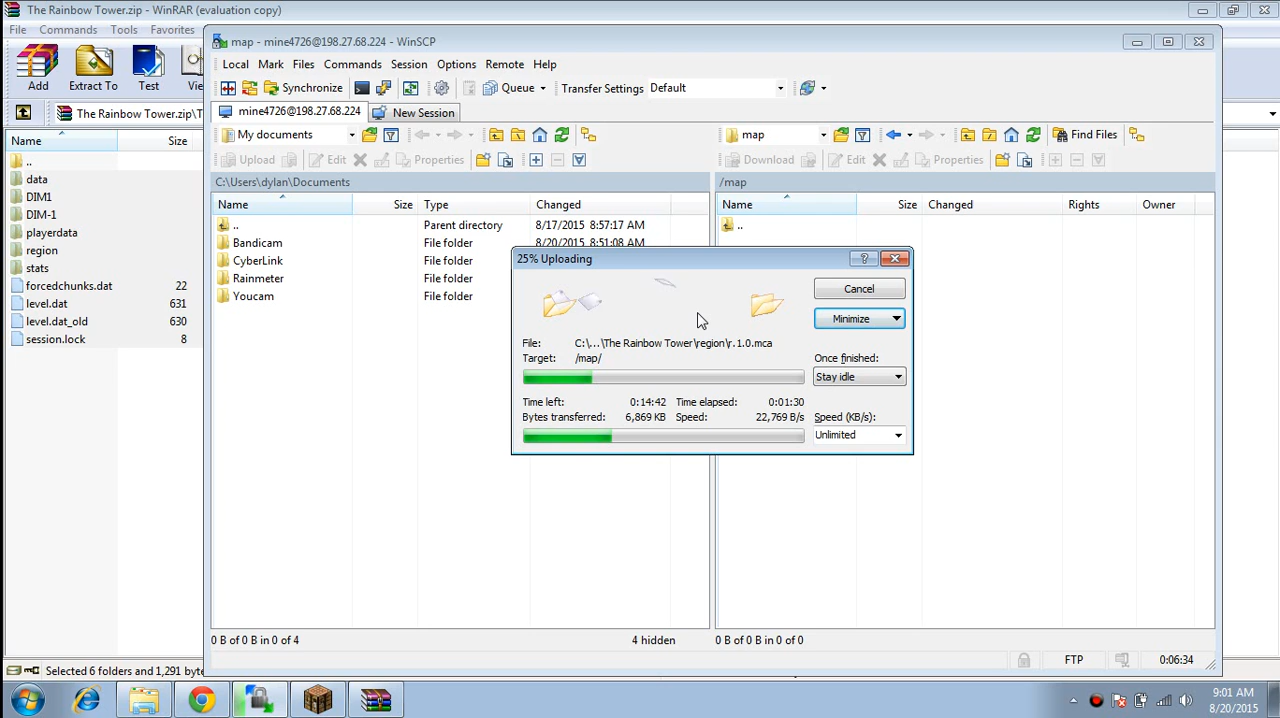 The Rainbow Tower.zip - WinRAR (evaluation copy)
File Commands Tools Favorites
Add Extract To Test
The Rainbow Tower.zip\T
Name Size
..
data
DIM1
DIM-1
playerdata
region
stats
forcedchunks.dat 22
level.dat 631
level.dat_old 630
session.lock 8
Selected 6 folders and 1,291 byte
map - mine4726@198.27.68.224 - WinSCP
Local Mark Files Commands Session Options Remote Help
Synchronize Queue Transfer Settings Default
mine4726@198.27.68.224 New Session
My documents map Find Files
Upload Edit Properties Download Edit Properties
C:\Users\dylan\Documents /map
Name Size Type Changed Name Size Changed Rights Owner
.. Parent directory 8/17/2015 8:57:17 AM ..
Bandicam File folder 8/20/2015 8:51:08 AM
CyberLink File folder
Rainmeter File folder
Youcam File folder
25% Uploading
Cancel
Minimize
File: C:\...\The Rainbow Tower\region\r.1.0.mca
Target: /map/
Once finished:
Stay idle
Time left: 0:14:42 Time elapsed: 0:01:30
Bytes transferred: 6,869 KB Speed: 22,769 B/s
Speed (KB/s):
Unlimited
0 B of 0 B in 0 of 4 4 hidden 0 B of 0 B in 0 of 0
FTP 0:06:34
9:01 AM
8/20/2015